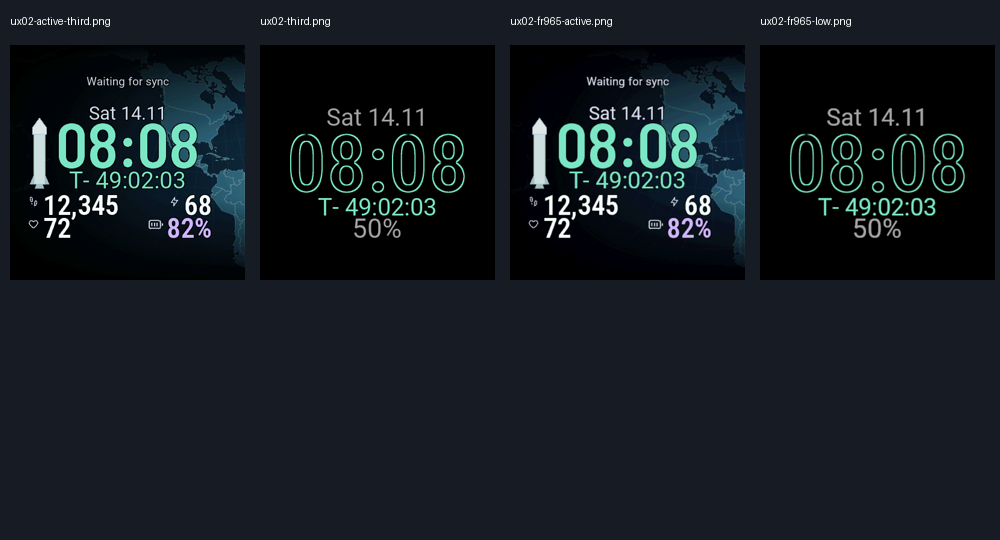 ux02-active-third.png
Waiting for sync
Sat 14.11
08:08
T- 49:02:03
12,345
68
72
82%
ux02-third.png
Sat 14.11
08:08
T- 49:02:03
50%
ux02-fr965-active.png
Waiting for sync
Sat 14.11
08:08
T- 49:02:03
12,345
68
72
82%
ux02-fr965-low.png
Sat 14.11
08:08
T- 49:02:03
50%